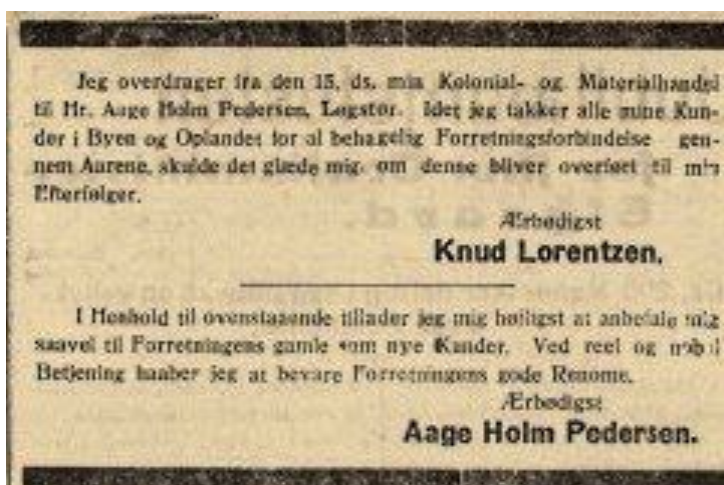 Jeg overdrager fra den 15. ds. min Kolonial- og Materialhandel
til Hr. Aage Holm Pedersen, Løgstør. Idet jeg takker alle mine Kun-
der i Byen og Oplandet for al behagelig Forretningsforbindelse gen-
nem Aarene, skulde det glæde mig, om denne bliver overført til min
Efterfølger.
Ærbødigst
Knud Lorentzen.
I Henhold til ovenstaaende tillader jeg mig høfligst at anbefale mig
saavel til Forretningens gamle som nye Kunder. Ved reel og nobel
Betjening haaber jeg at bevare Forretningens gode Renome.
Ærbødigst
Aage Holm Pedersen.